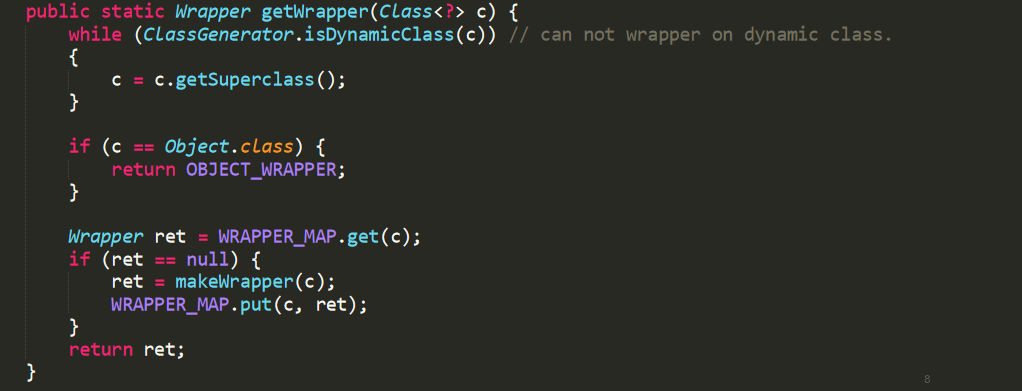 public static Wrapper getWrapper(Class<?> c) {
while (ClassGenerator.isDynamicClass(c)) // can not wrapper on dynamic class.
{
c = c.getSuperclass();
}
if (c == Object.class) {
return OBJECT_WRAPPER;
}
Wrapper ret = WRAPPER_MAP.get(c);
if (ret == null) {
ret = makeWrapper(c);
WRAPPER_MAP.put(c, ret);
}
return ret;
}
8